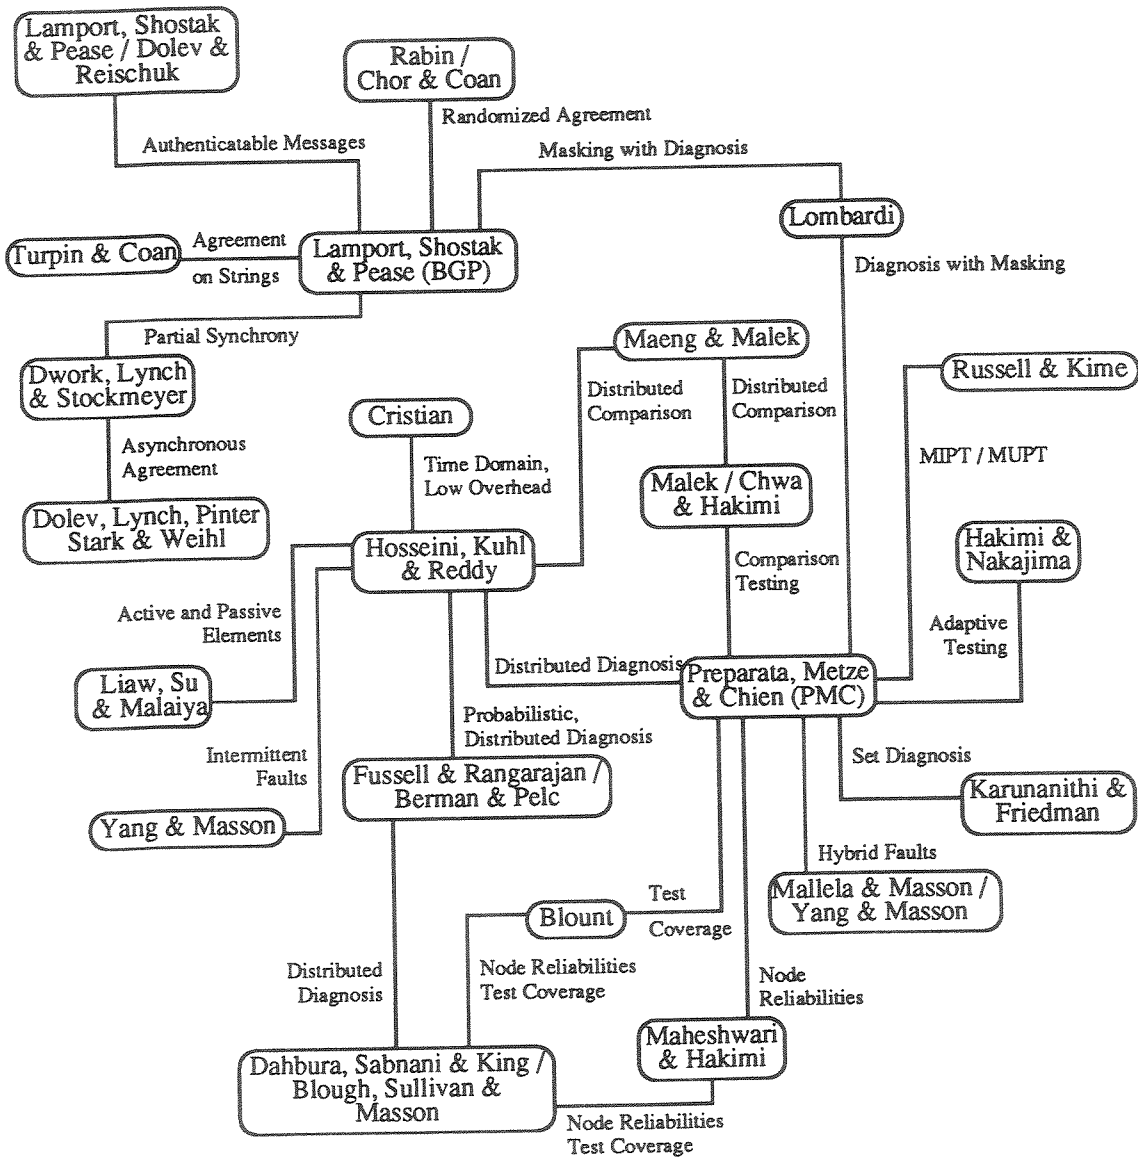 Lamport, Shostak
& Pease / Dolev &
Reischuk
Rabin /
Chor & Coan
Randomized Agreement
Authenticatable Messages
Masking with Diagnosis
Lombardi
Turpin & Coan
Agreement
on Strings
Lamport, Shostak
& Pease (BGP)
Diagnosis with Masking
Partial Synchrony
Maeng & Malek
Dwork, Lynch
& Stockmeyer
Russell & Kime
Distributed
Comparison
Distributed
Comparison
Cristian
Asynchronous
Agreement
Time Domain,
Low Overhead
MIPT / MUPT
Malek / Chwa
& Hakimi
Dolev, Lynch, Pinter
Stark & Weihl
Hosseini, Kuhl
& Reddy
Hakimi &
Nakajima
Comparison
Testing
Active and Passive
Elements
Adaptive
Testing
Distributed Diagnosis
Preparata, Metze
& Chien (PMC)
Liaw, Su
& Malaiya
Probabilistic,
Distributed Diagnosis
Intermittent
Faults
Set Diagnosis
Fussell & Rangarajan /
Berman & Pelc
Karunanithi &
Friedman
Yang & Masson
Hybrid Faults
Mallela & Masson /
Yang & Masson
Blount
Test
Coverage
Distributed
Diagnosis
Node Reliabilities
Test Coverage
Node
Reliabilities
Maheshwari
& Hakimi
Dahbura, Sabnani & King /
Blough, Sullivan &
Masson
Node Reliabilities
Test Coverage